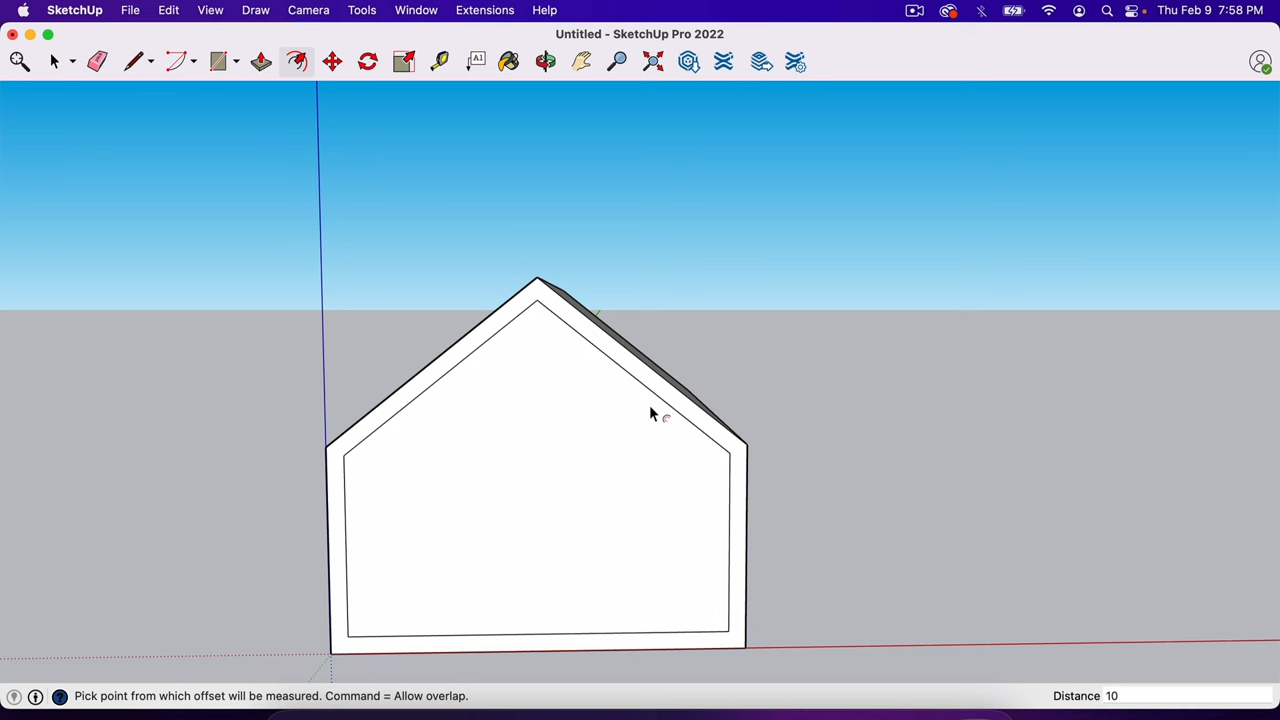 SketchUp File Edit View Draw Camera Tools Window Extensions Help Thu Feb 9 7:58 PM
Untitled - SketchUp Pro 2022
A1
Pick point from which offset will be measured. Command = Allow overlap. Distance 10